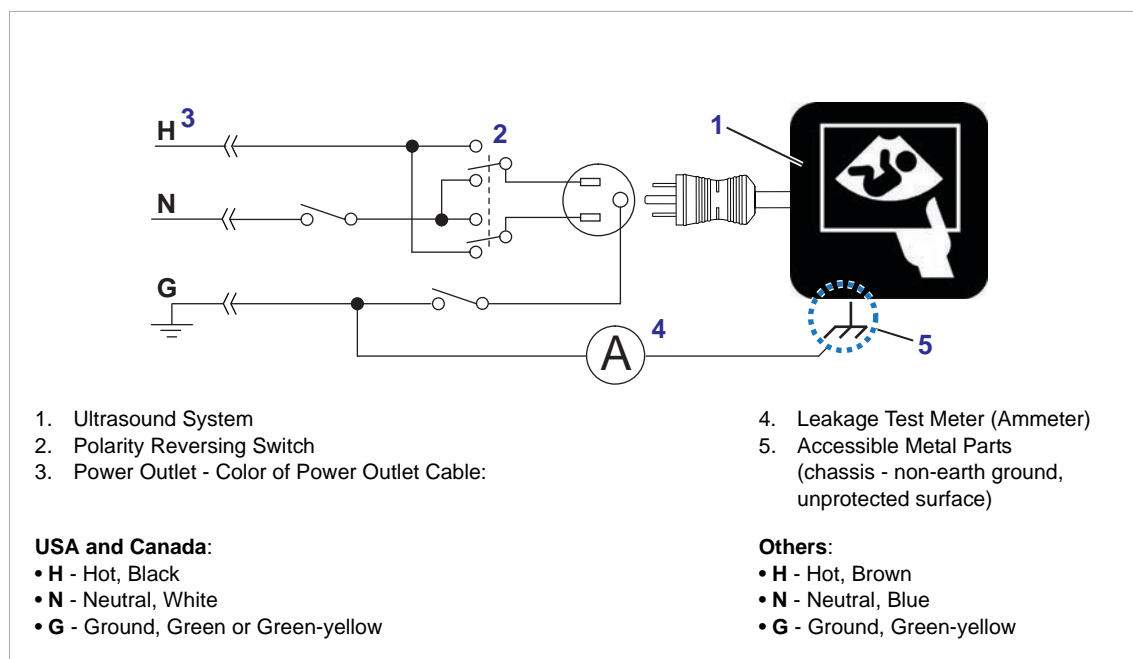 H 3
2
1
N
G
4
5
A
1. Ultrasound System
2. Polarity Reversing Switch
3. Power Outlet - Color of Power Outlet Cable:
4. Leakage Test Meter (Ammeter)
5. Accessible Metal Parts
(chassis - non-earth ground,
unprotected surface)
USA and Canada:
• H - Hot, Black
• N - Neutral, White
• G - Ground, Green or Green-yellow
Others:
• H - Hot, Brown
• N - Neutral, Blue
• G - Ground, Green-yellow